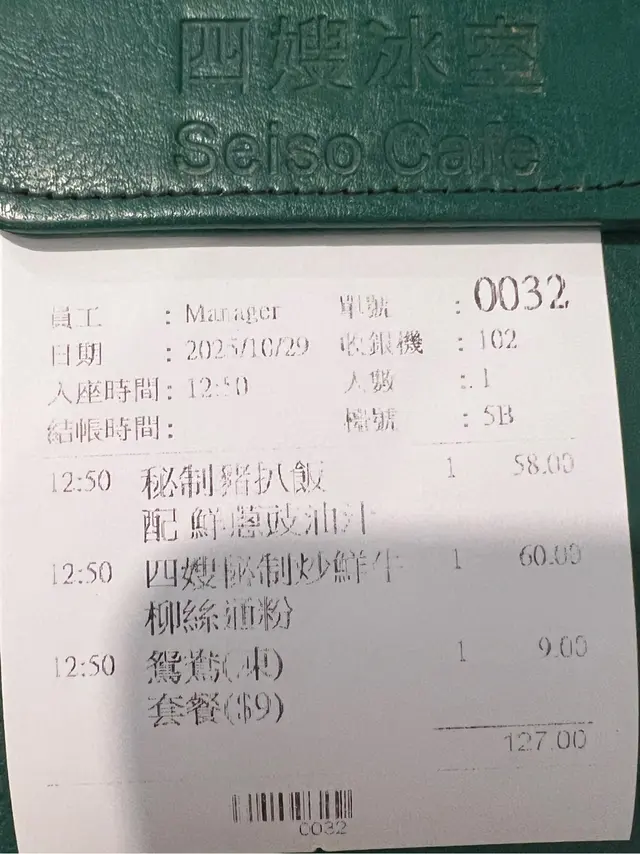 四嫂冰室
Seiso Cafe
員工 : Manager 單號 : 0032
日期 : 2025/10/29 收銀機 : 102
入座時間 : 12:50 人數 : 1
結帳時間 : 檯號 : 5B
12:50 秘制豬扒飯 1 58.00
配 鮮蔥豉油汁
12:50 四嫂秘制炒鮮牛 1 60.00
柳絲通粉
12:50 鴛鴦(凍) 1 9.00
套餐($9)
127.00
0032